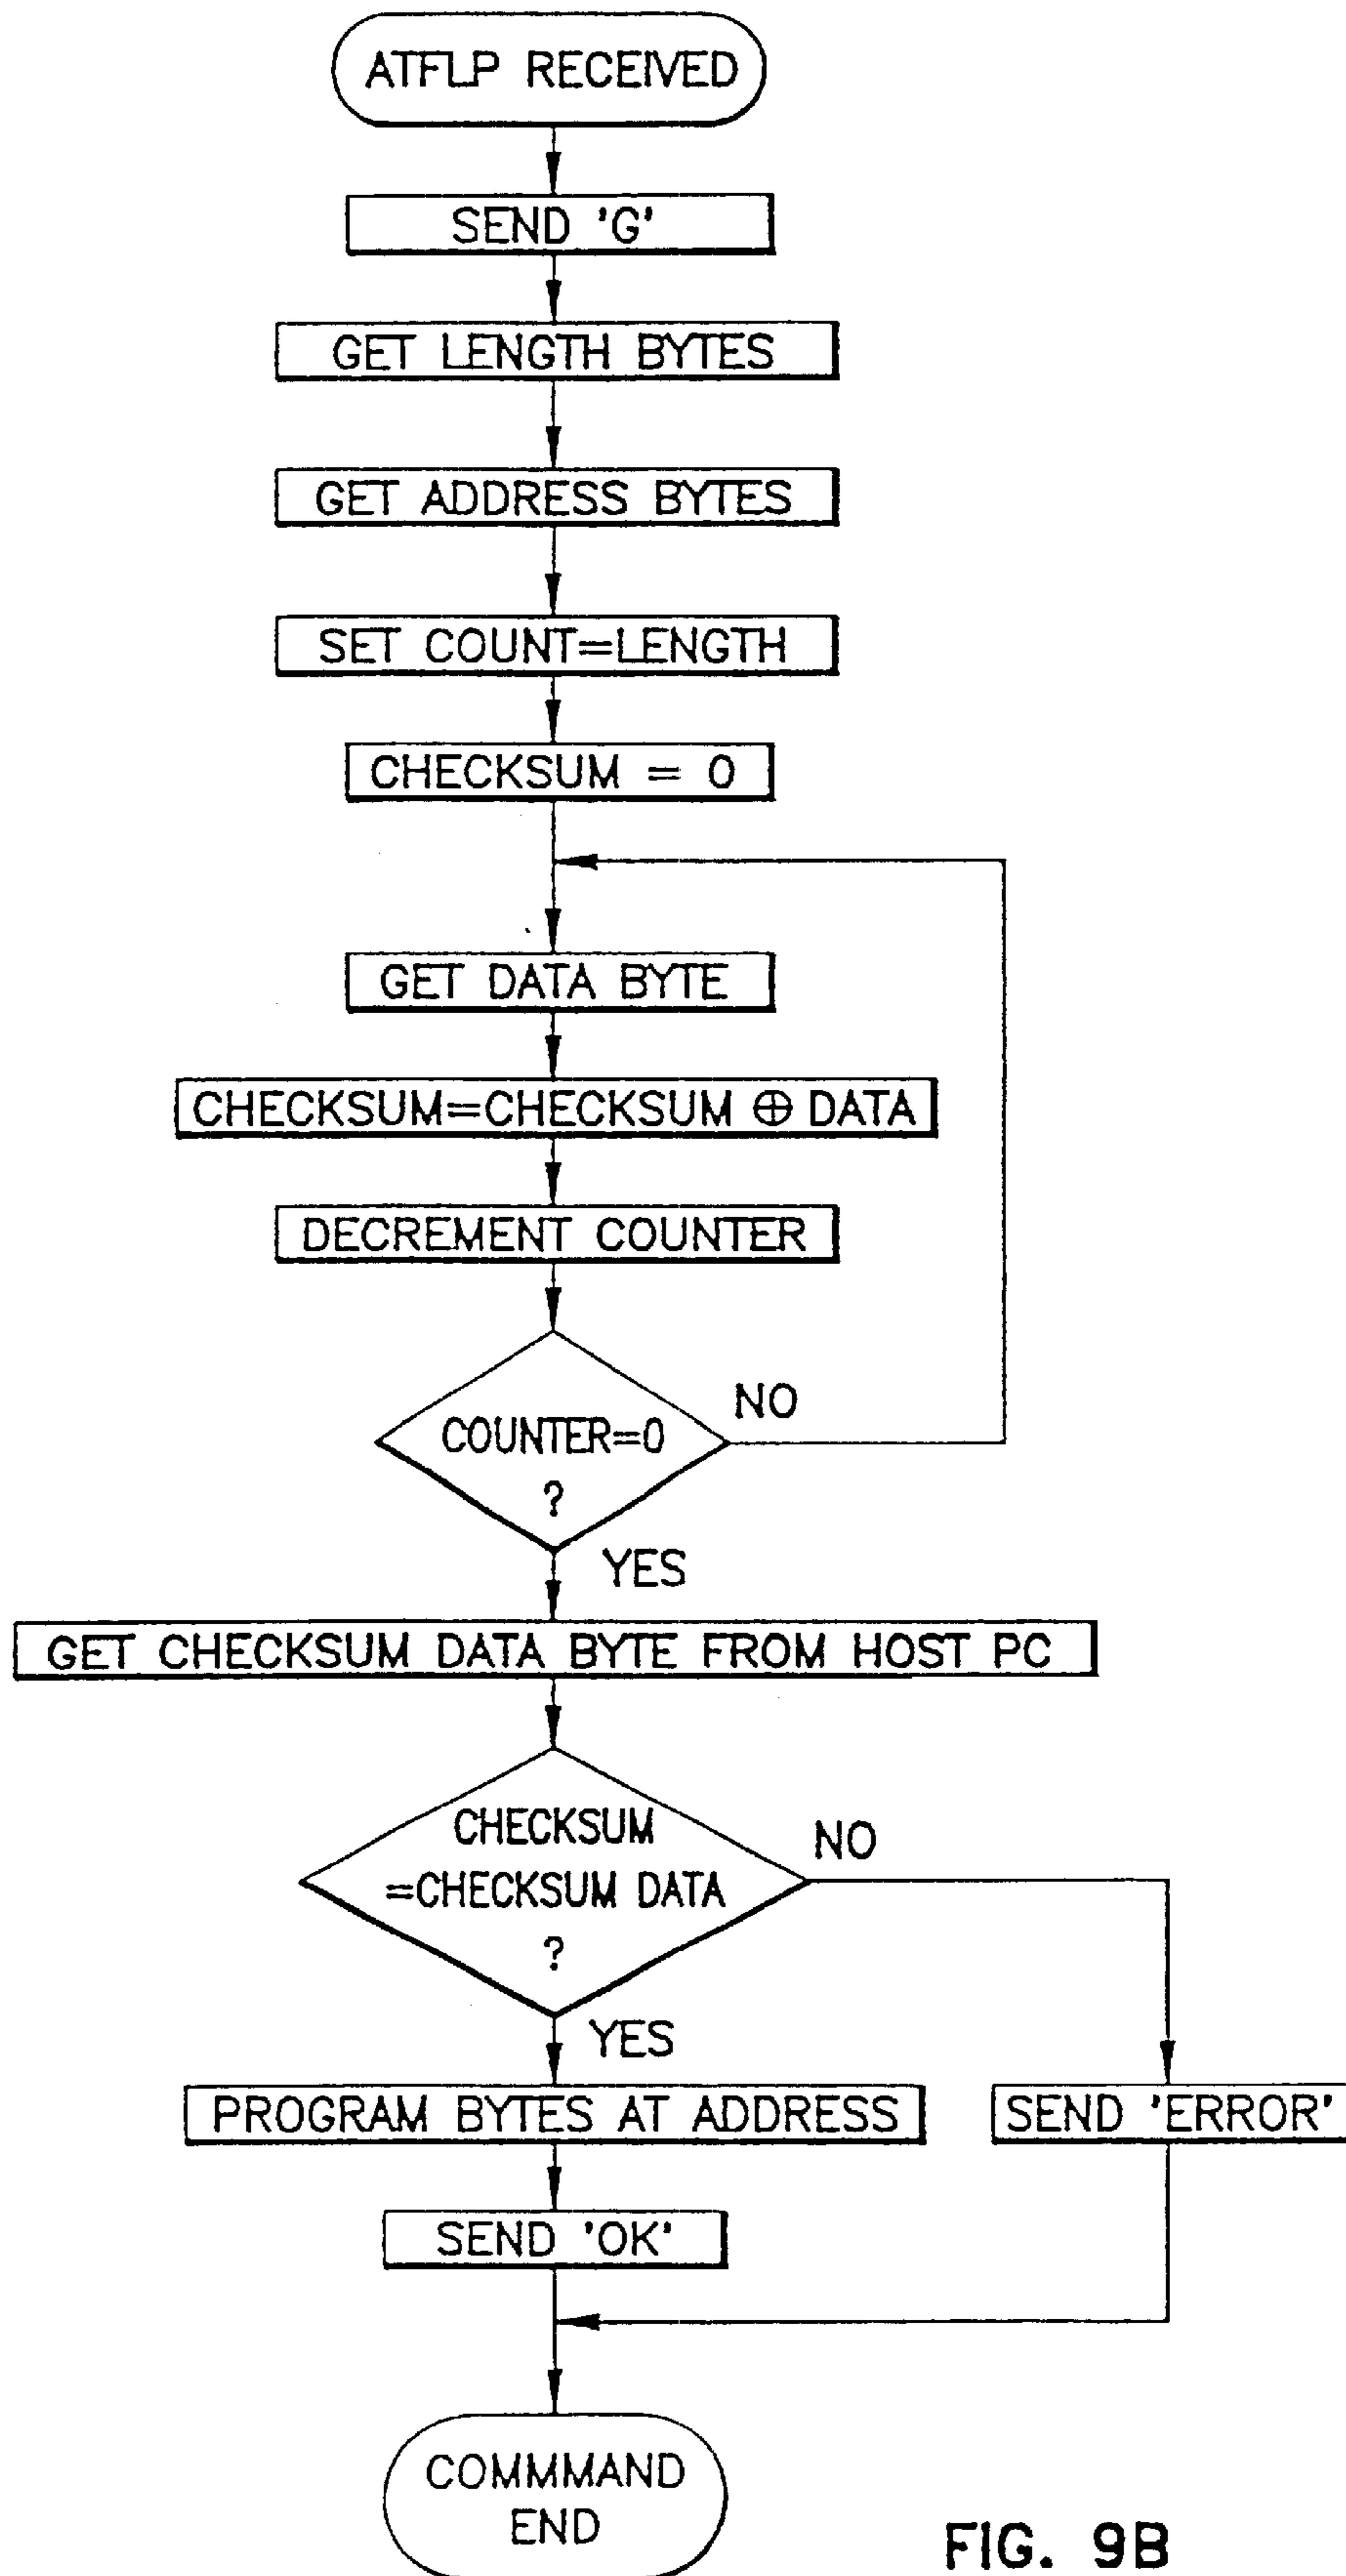 ATFLP RECEIVED
SEND 'G'
GET LENGTH BYTES
GET ADDRESS BYTES
SET COUNT=LENGTH
CHECKSUM = 0
GET DATA BYTE
CHECKSUM=CHECKSUM ⊕ DATA
DECREMENT COUNTER
COUNTER=0
?
NO
YES
GET CHECKSUM DATA BYTE FROM HOST PC
CHECKSUM
=CHECKSUM DATA
?
NO
YES
PROGRAM BYTES AT ADDRESS
SEND 'ERROR'
SEND 'OK'
COMMMAND
END
FIG. 9B